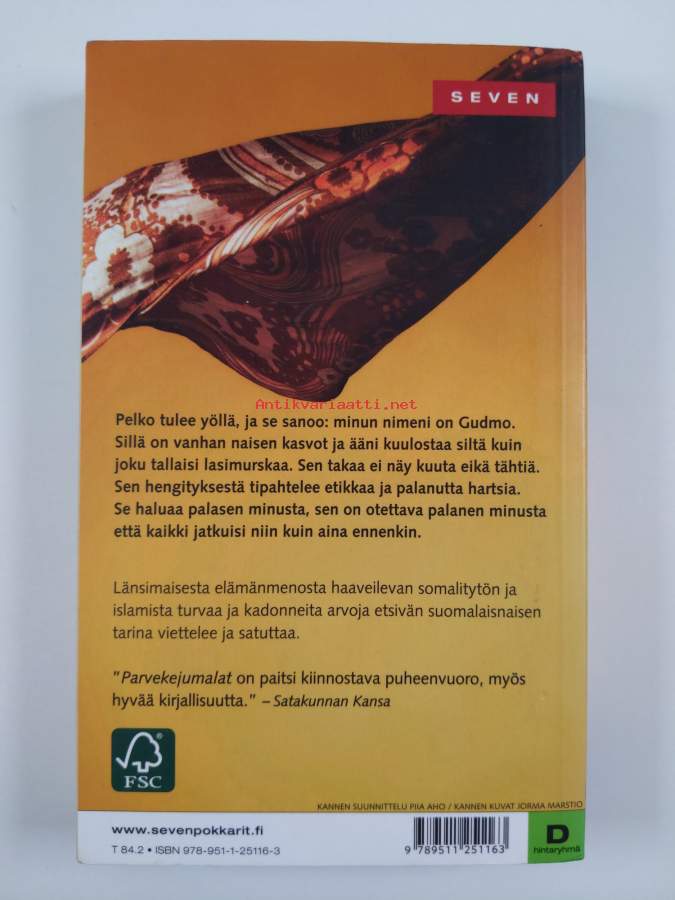 SEVEN
Antikvariaatti.net
Pelko tulee yöllä, ja se sanoo: minun nimeni on Gudmo.
Sillä on vanhan naisen kasvot ja ääni kuulostaa siltä kuin
joku tallaisi lasimurskaa. Sen takaa ei näy kuuta eikä tähtiä.
Sen hengityksestä tipahtelee etikkaa ja palanutta hartsia.
Se haluaa palasen minusta, sen on otettava palanen minusta
että kaikki jatkuisi niin kuin aina ennenkin.
Länsimaisesta elämänmenosta haaveilevan somalitytön ja
islamista turvaa ja kadonneita arvoja etsivän suomalaisnaisen
tarina viettelee ja satuttaa.
"Parvekejumalat on paitsi kiinnostava puheenvuoro, myös
hyvää kirjallisuutta." – Satakunnan Kansa
FSC
KANNEN SUUNNITTELU PIIA AHO / KANNEN KUVAT JORMA MARSTIO
www.sevenpokkarit.fi
T 84.2 • ISBN 978-951-1-25116-3
9 789511 251163
D
hintaryhmä